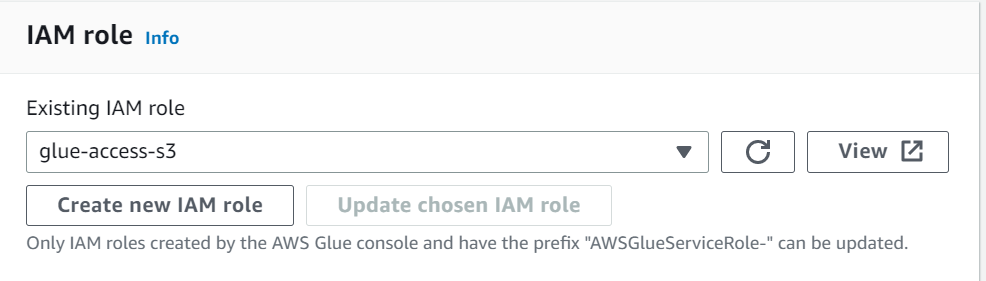 IAM role Info
Existing IAM role
glue-access-s3
View
Create new IAM role
Update chosen IAM role
Only IAM roles created by the AWS Glue console and have the prefix "AWSGlueServiceRole-" can be updated.